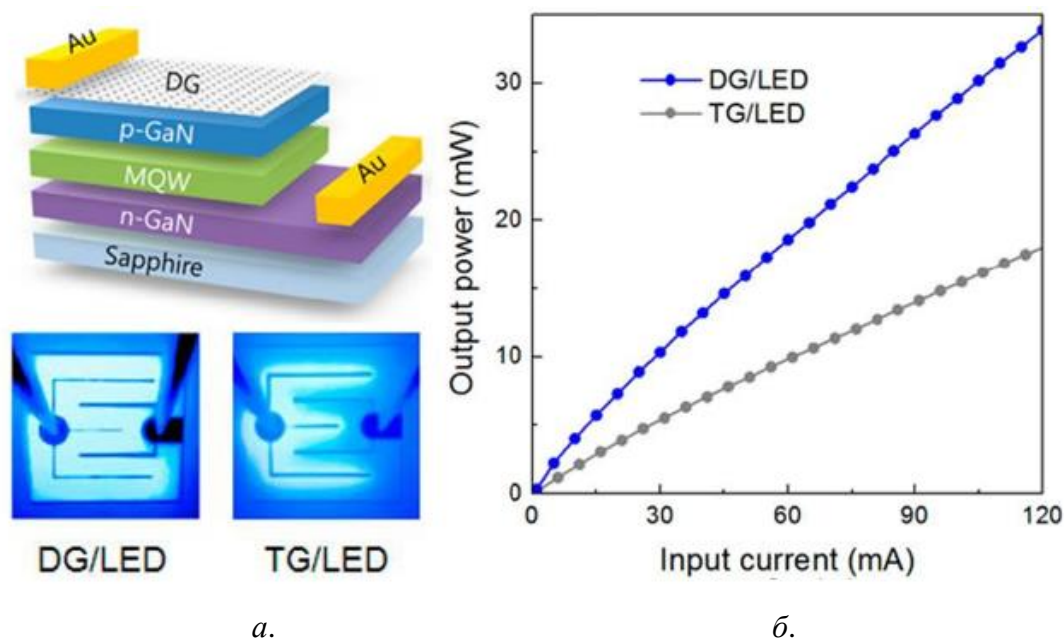 Au
DG
p-GaN
MQW
Au
n-GaN
Sapphire
DG/LED
TG/LED
Output power (mW)
30
20
10
0
DG/LED
TG/LED
0
30
60
90
120
Input current (mA)
а.
б.